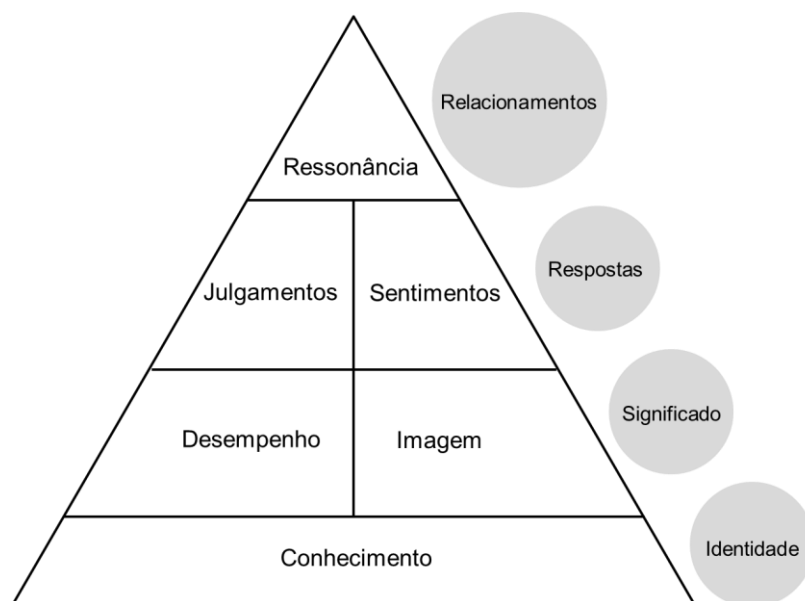 Relacionamentos
Ressonância
Respostas
Julgamentos
Sentimentos
Significado
Desempenho
Imagem
Identidade
Conhecimento